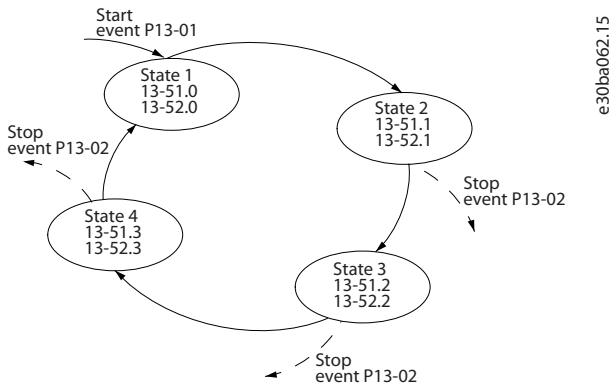 Start
event P13-01
State 1
13-51.0
13-52.0
State 2
13-51.1
13-52.1
Stop
event P13-02
State 3
13-51.2
13-52.2
Stop
event P13-02
State 4
13-51.3
13-52.3
Stop
event P13-02
e30ba062.15